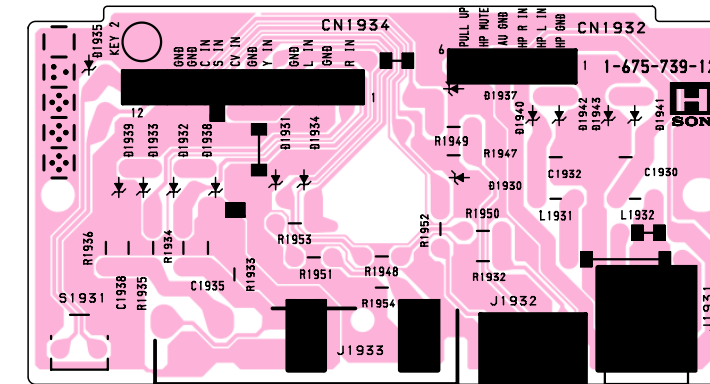 CN1934
CN1932
KEY 2
D1935
GND
GND
C IN
S IN
CV IN
GND
Y IN
GND
L IN
GND
R IN
PULL UP
HP MUTE
AU GND
HP R IN
HP L IN
HP GND
6
1
1-675-739-12
12
1
SON
D1937
D1940
D1942
D1943
D1941
D1939
D1933
D1932
D1938
D1931
D1934
R1949
R1947
D1930
C1932
C1930
R1952
R1950
L1931
L1932
R1936
R1934
R1953
R1951
R1948
R1932
R1933
C1938
R1935
C1935
R1954
S1931
J1933
J1932
J1931